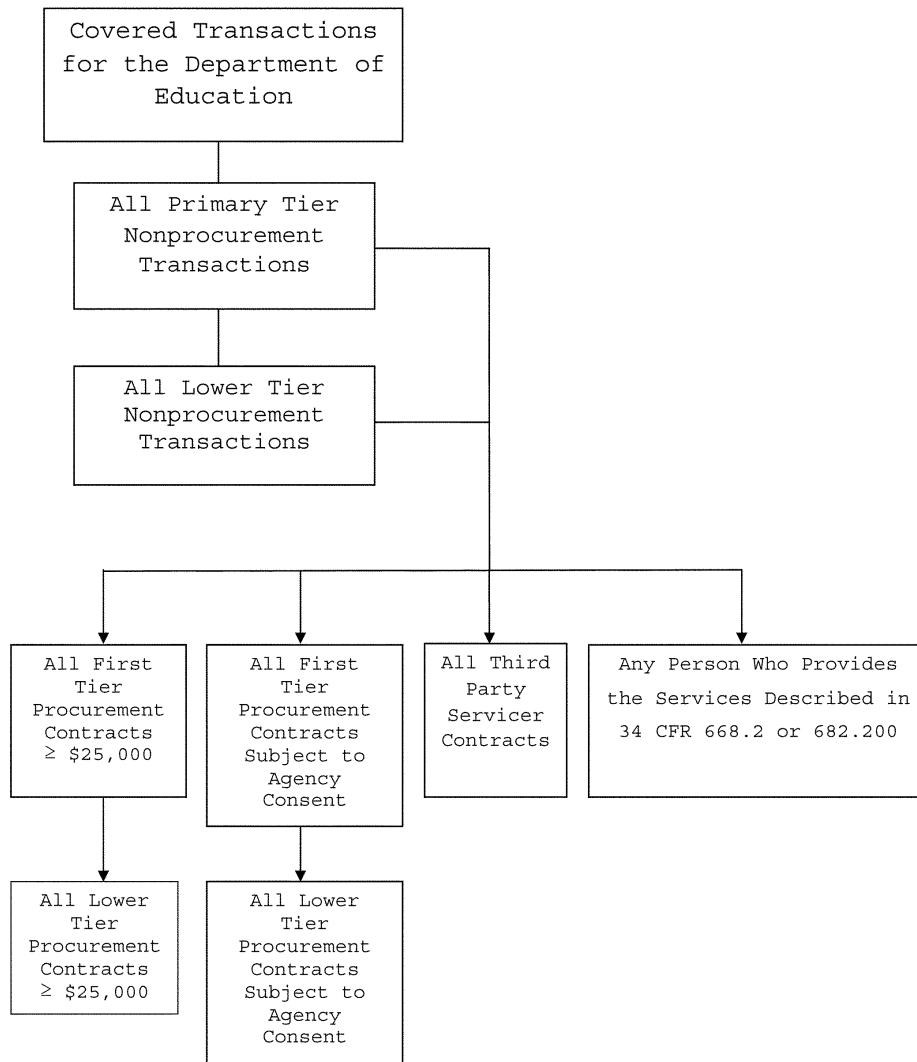 Covered Transactions
for the Department of
Education
All Primary Tier
Nonprocurement
Transactions
All Lower Tier
Nonprocurement
Transactions
All First
Tier
Procurement
Contracts
≥ $25,000
All First
Tier
Procurement
Contracts
Subject to
Agency
Consent
All Third
Party
Servicer
Contracts
Any Person Who Provides
the Services Described in
34 CFR 668.2 or 682.200
All Lower
Tier
Procurement
Contracts
≥ $25,000
All Lower
Tier
Procurement
Contracts
Subject to
Agency
Consent